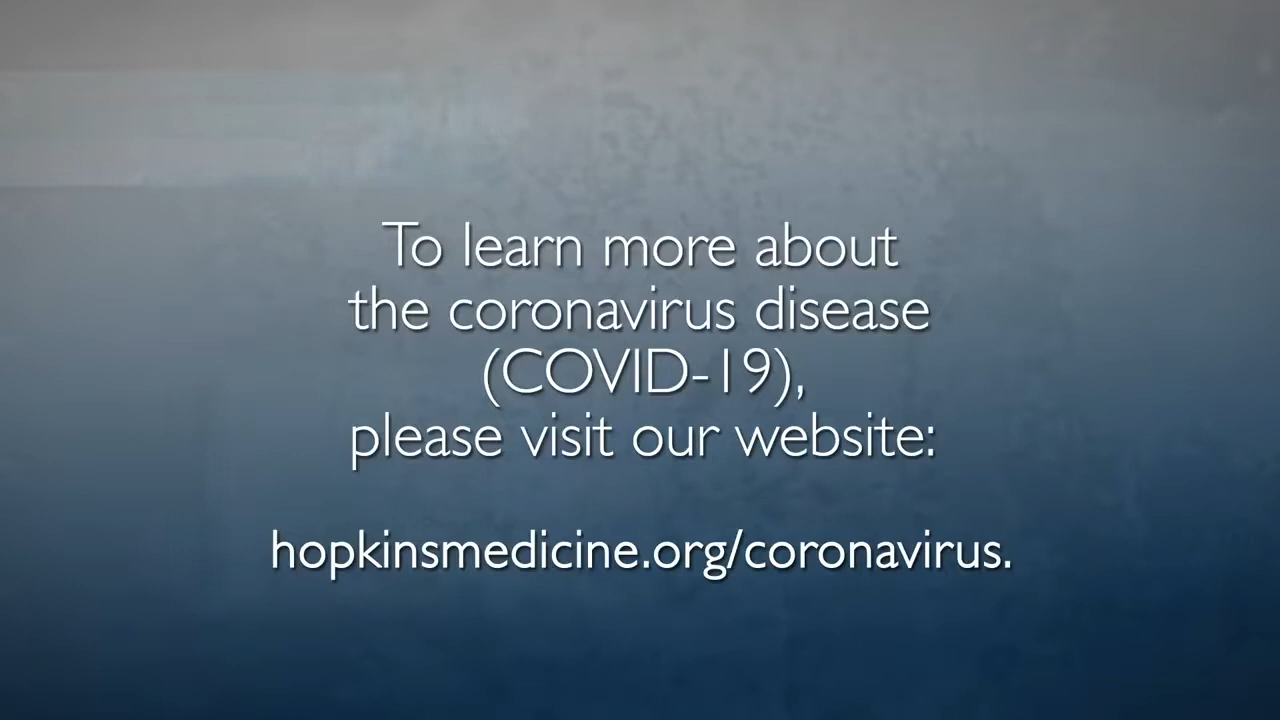 To learn more about
the coronavirus disease
(COVID-19),
please visit our website:
hopkinsmedicine.org/coronavirus.